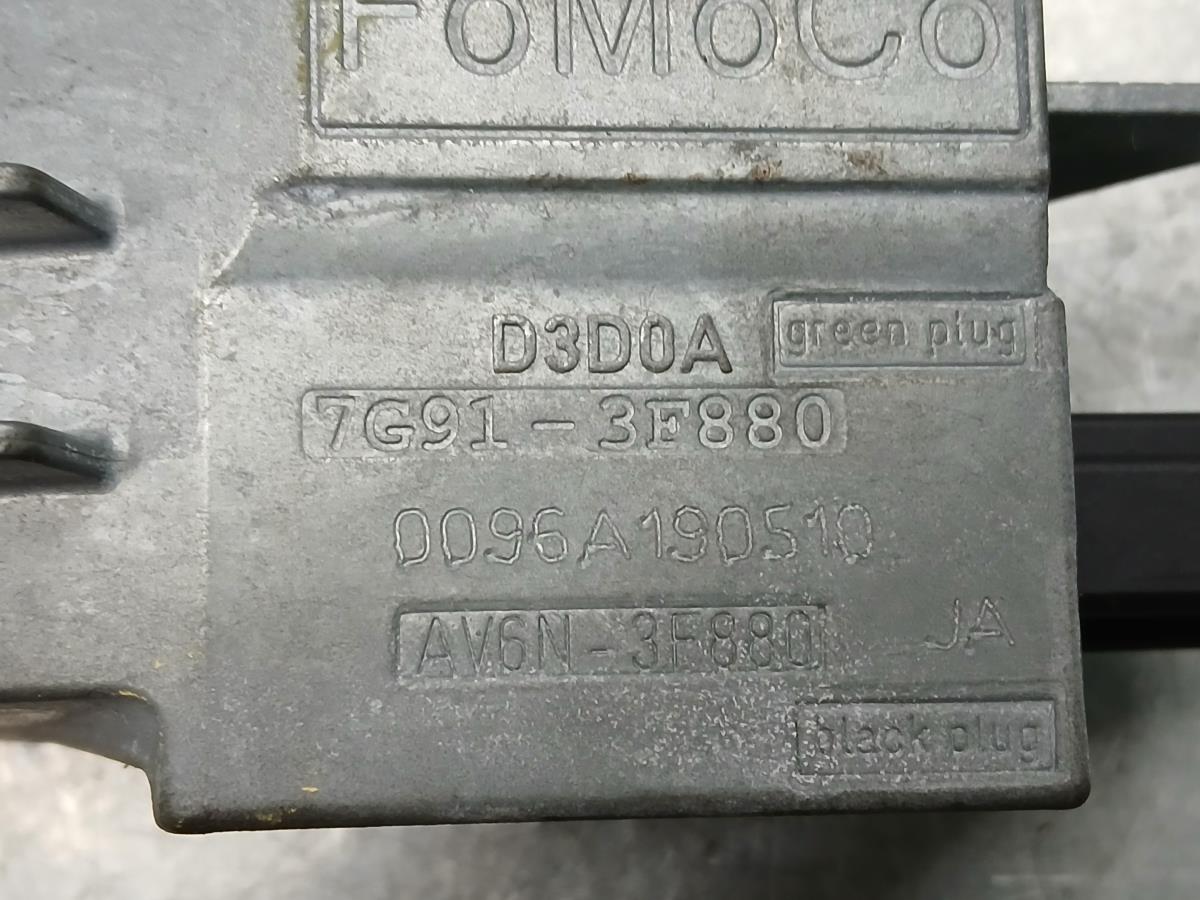 FoMoCo
D3D0A green plug
7G91-3F880
0096A190510
AV6N-3F880 JA
black plug